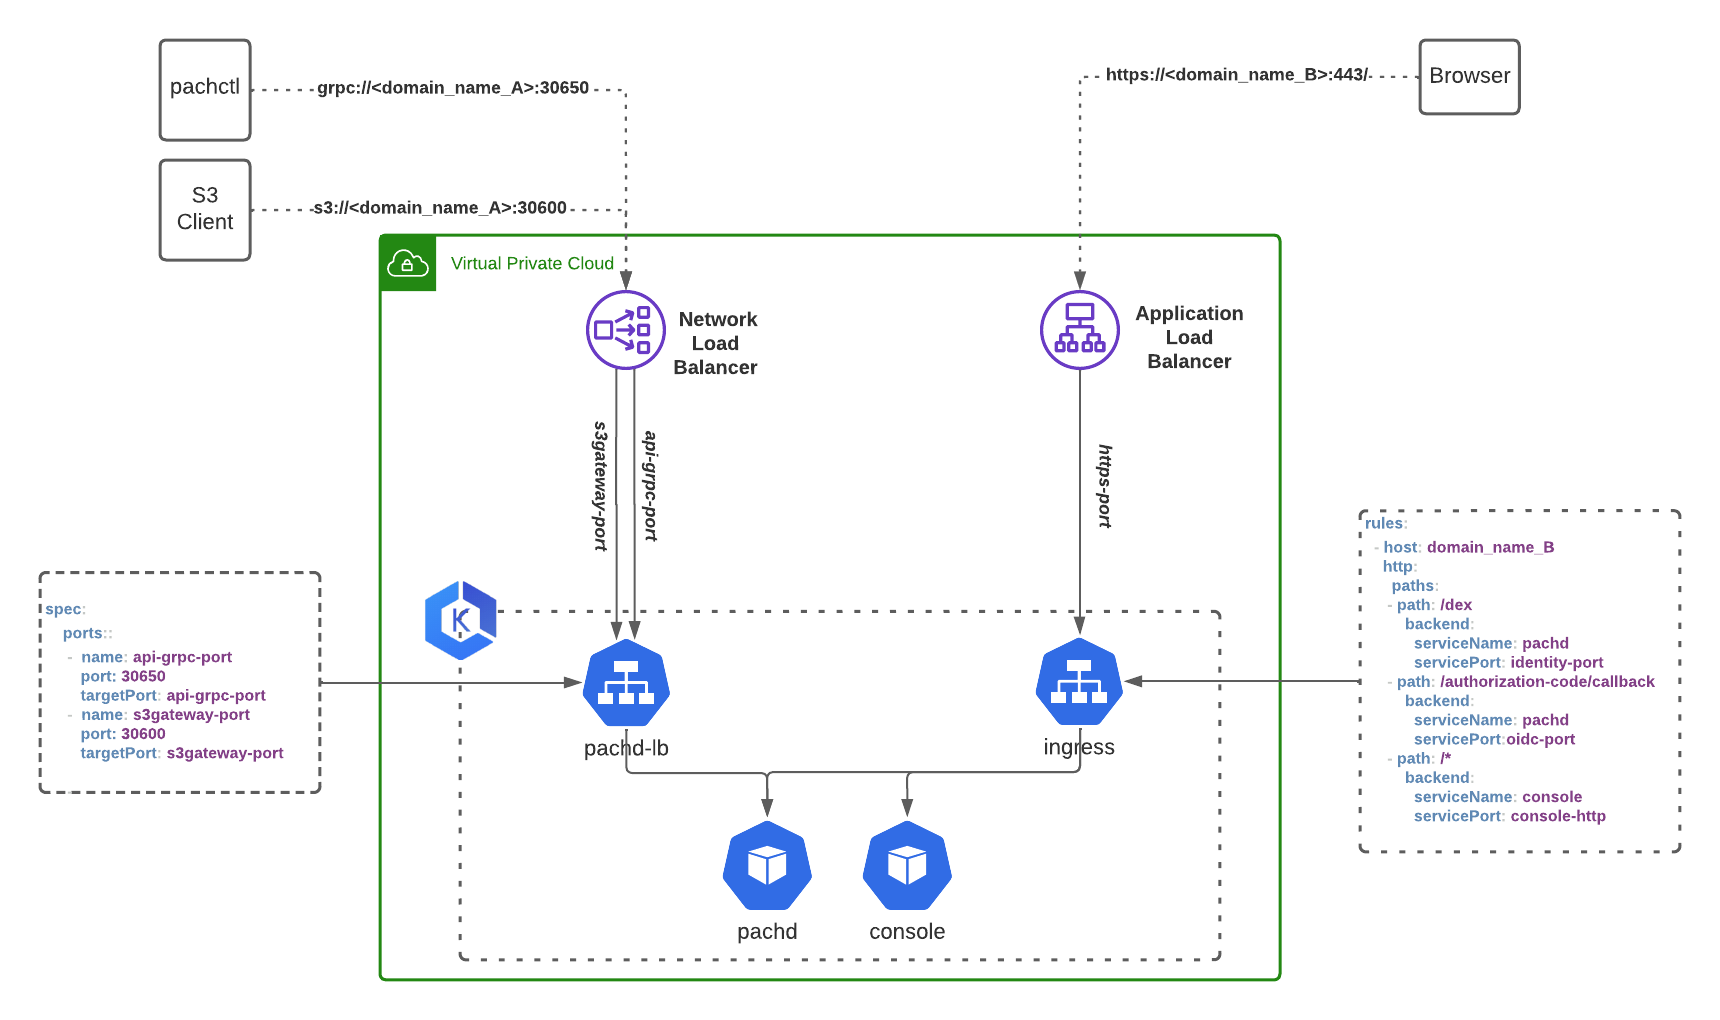 pachctl
grpc://<domain_name_A>:30650
https://<domain_name_B>:443/
Browser
S3
Client
s3://<domain_name_A>:30600
Virtual Private Cloud
Network
Load
Balancer
Application
Load
Balancer
s3gateway-port
api-grpc-port
https-port
spec:
ports::
- name: api-grpc-port
port: 30650
targetPort: api-grpc-port
- name: s3gateway-port
port: 30600
targetPort: s3gateway-port
K
pachd-lb
ingress
rules:
- host: domain_name_B
http:
paths:
- path: /dex
backend:
serviceName: pachd
servicePort: identity-port
- path: /authorization-code/callback
backend:
serviceName: pachd
servicePort:oidc-port
- path: /*
backend:
serviceName: console
servicePort: console-http
pachd
console